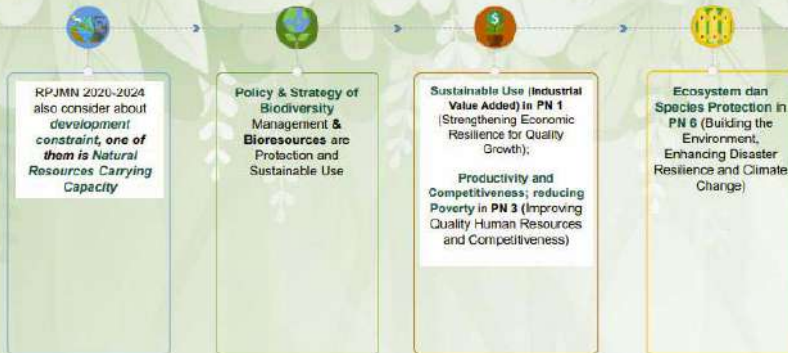 RPJMN 2020-2024
also consider about
development
constraint, one of
them is Natural
Resources Carrying
Capacity
Policy & Strategy of
Biodiversity
Management &
Bioresources are
Protection and
Sustainable Use
Sustainable Use (Industrial
Value Added) in PN 1
(Strengthening Economic
Resilience for Quality
Growth);
Productivity and
Competitiveness; reducing
Poverty in PN 3 (Improving
Quality Human Resources
and Competitiveness)
Ecosystem dan
Species Protection in
PN 6 (Building the
Environment,
Enhancing Disaster
Resilience and Climate
Change)